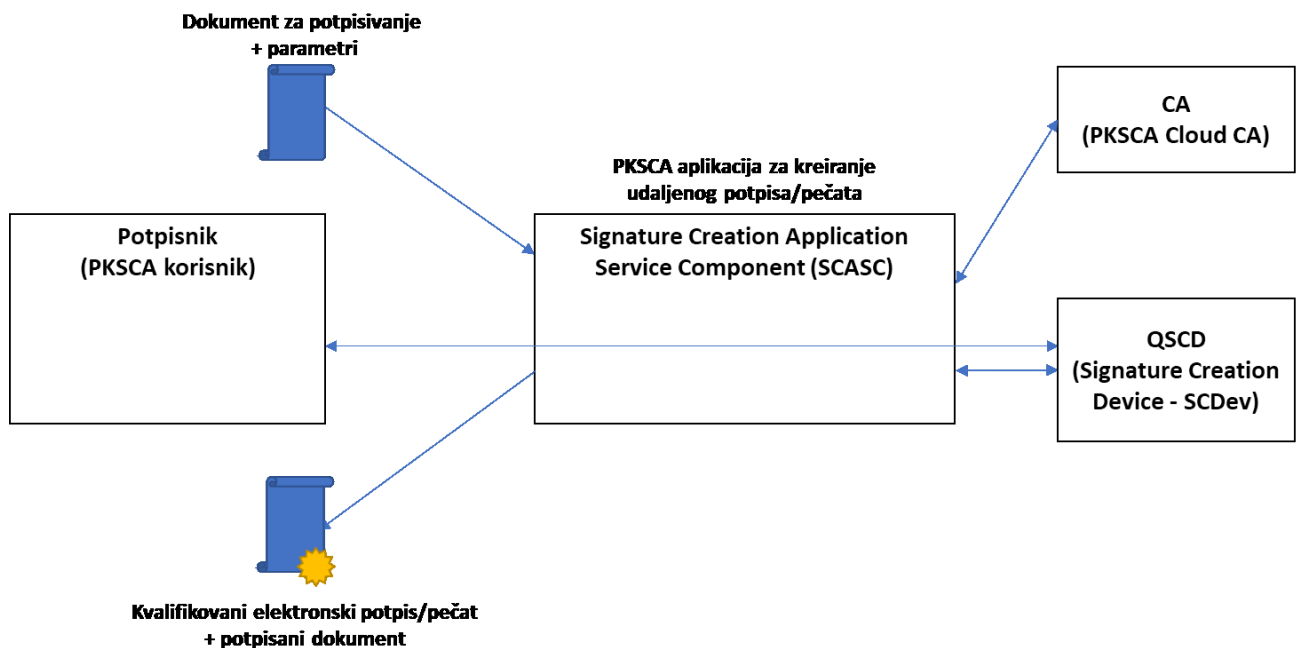 Dokument za potpisivanje
+ parametri
CA
(PKSCA Cloud CA)
PKSCA aplikacija za kreiranje
udaljenog potpisa/pečata
Potpisnik
(PKSCA korisnik)
Signature Creation Application
Service Component (SCASC)
QSCD
(Signature Creation
Device - SCDev)
Kvalifikovani elektronski potpis/pečat
+ potpisani dokument